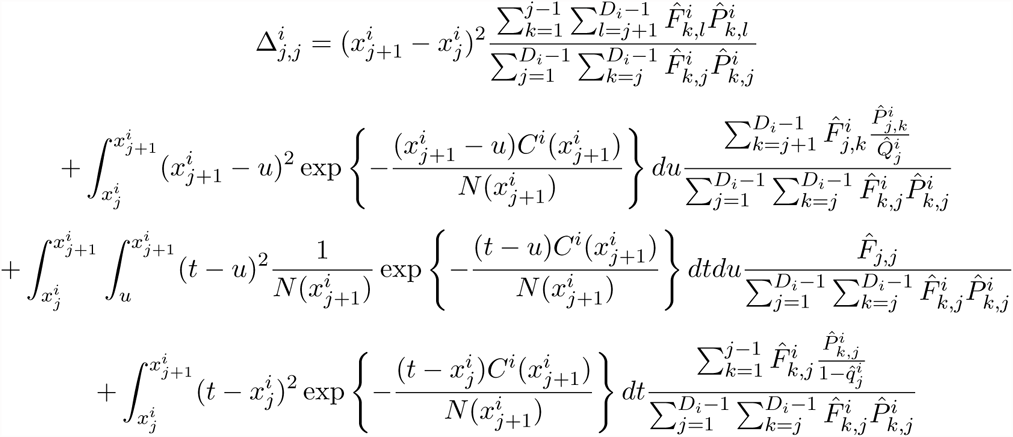 \Delta^i_{j,j} = (x^i_{j+1} - x^i_j)^2 \frac{\sum_{k=1}^{j-1} \sum_{l=j+1}^{D_i-1} \hat{F}^i_{k,l} \hat{P}^i_{k,l}}{\sum_{j=1}^{D_i-1} \sum_{k=j}^{D_i-1} \hat{F}^i_{k,j} \hat{P}^i_{k,j}}
+ \int_{x^i_j}^{x^i_{j+1}} (x^i_{j+1} - u)^2 \exp\left\{-\frac{(x^i_{j+1} - u)C^i(x^i_{j+1})}{N(x^i_{j+1})}\right\} du \frac{\sum_{k=j+1}^{D_i-1} \hat{F}^i_{j,k} \frac{\hat{P}^i_{j,k}}{\hat{Q}^i_j}}{\sum_{j=1}^{D_i-1} \sum_{k=j}^{D_i-1} \hat{F}^i_{k,j} \hat{P}^i_{k,j}}
+ \int_{x^i_j}^{x^i_{j+1}} \int_u^{x^i_{j+1}} (t - u)^2 \frac{1}{N(x^i_{j+1})} \exp\left\{-\frac{(t - u)C^i(x^i_{j+1})}{N(x^i_{j+1})}\right\} dtdu \frac{\hat{F}_{j,j}}{\sum_{j=1}^{D_i-1} \sum_{k=j}^{D_i-1} \hat{F}^i_{k,j} \hat{P}^i_{k,j}}
+ \int_{x^i_j}^{x^i_{j+1}} (t - x^i_j)^2 \exp\left\{-\frac{(t - x^i_j)C^i(x^i_{j+1})}{N(x^i_{j+1})}\right\} dt \frac{\sum_{k=1}^{j-1} \hat{F}^i_{k,j} \frac{\hat{P}^i_{k,j}}{1-\hat{q}^i_j}}{\sum_{j=1}^{D_i-1} \sum_{k=j}^{D_i-1} \hat{F}^i_{k,j} \hat{P}^i_{k,j}}